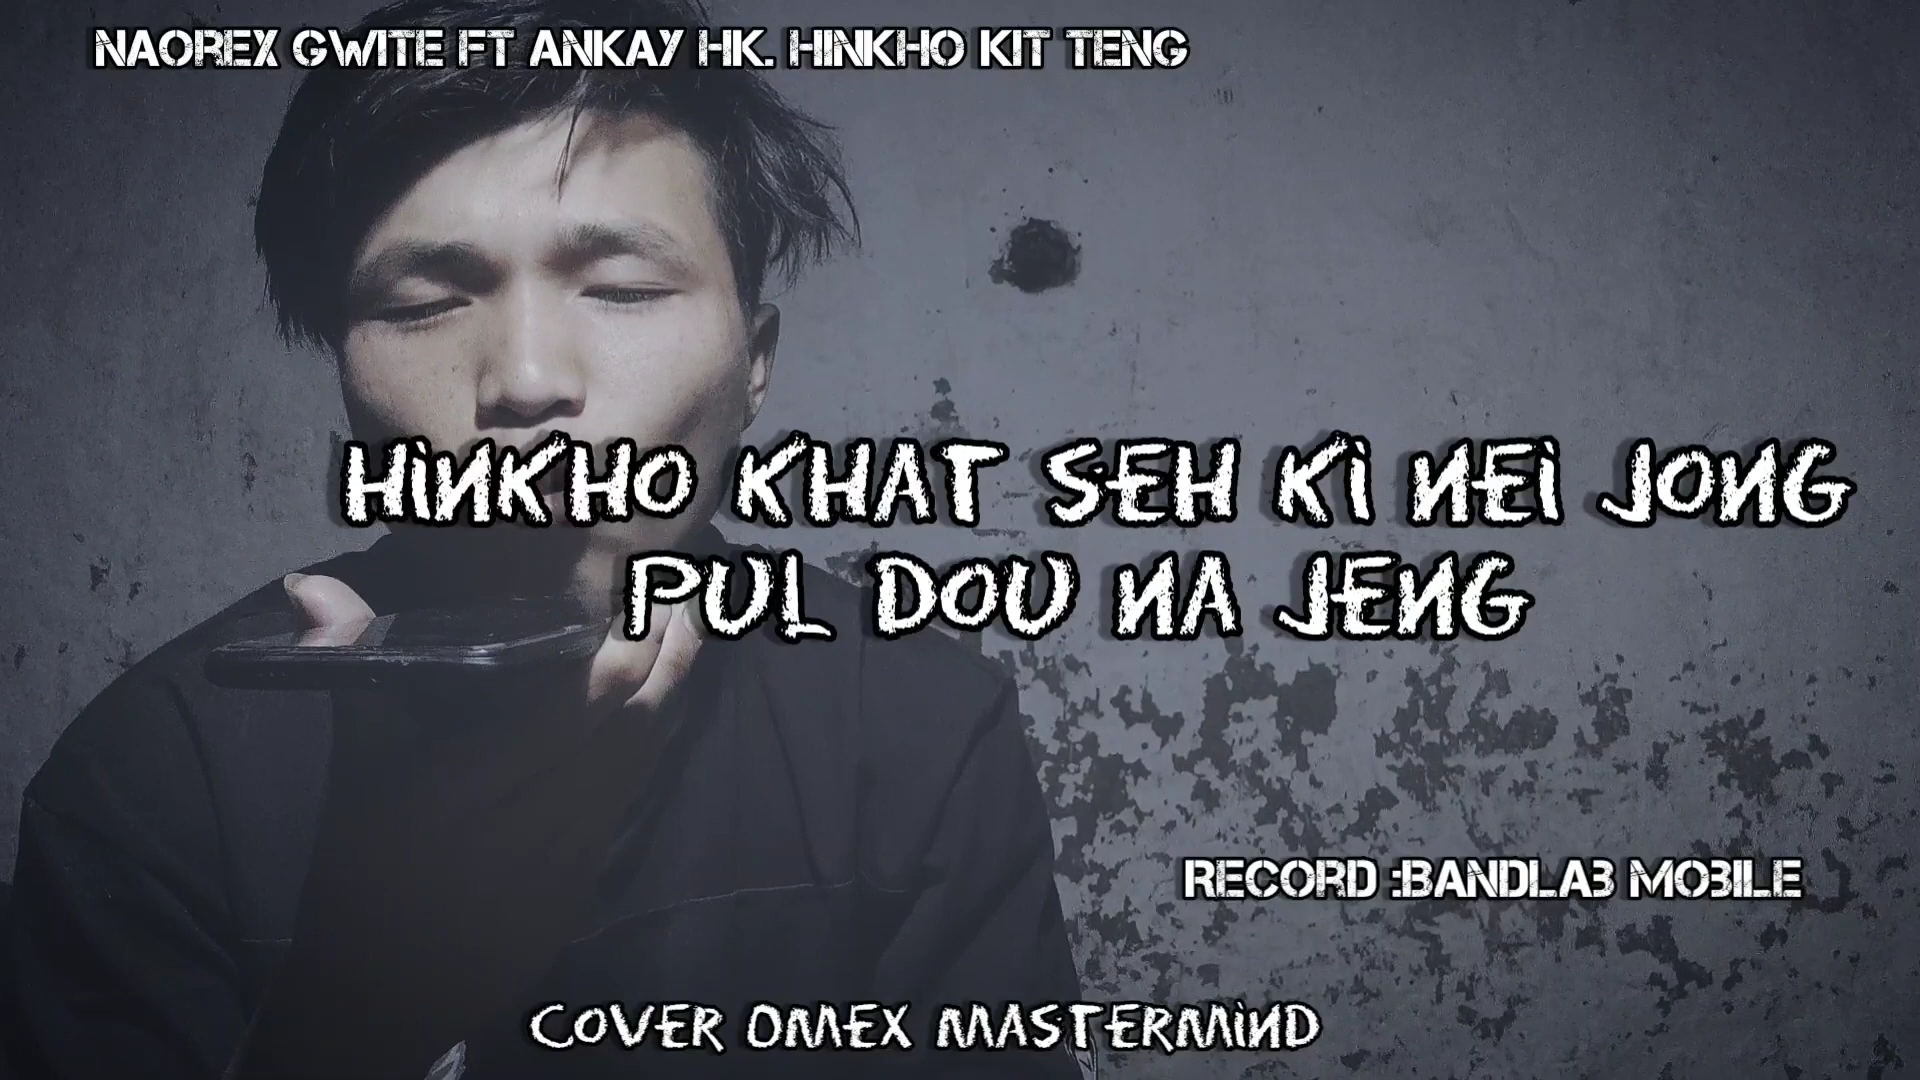 NAOREX GWITE FT ANKAY HK. HINKHO KIT TENG
HINKHO KHAT SEH KI NEI JONG
PUL DOU NA JENG
RECORD :BANDLAB MOBILE
COVER OMEX MASTERMIND